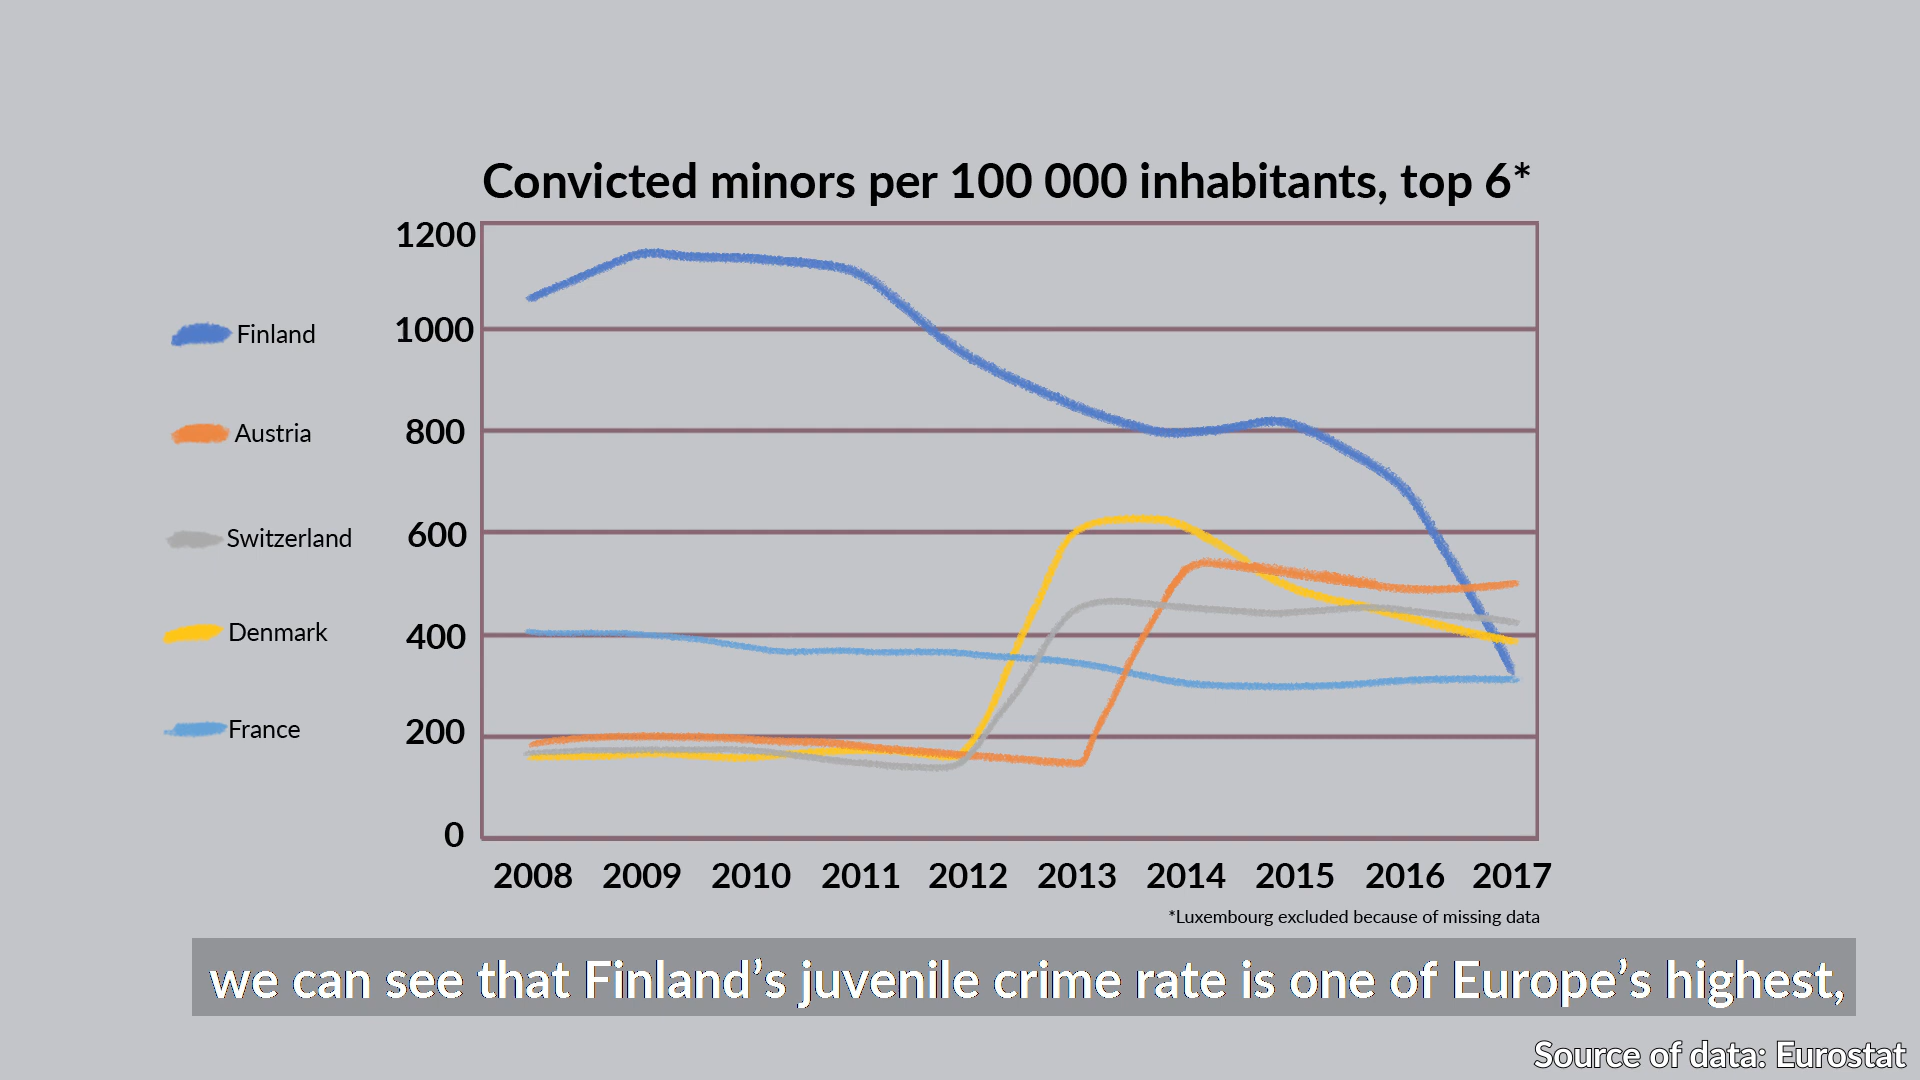 Convicted minors per 100 000 inhabitants, top 6*
1200
1000
800
600
400
200
0
Finland
Austria
Switzerland
Denmark
France
2008 2009 2010 2011 2012 2013 2014 2015 2016 2017
*Luxembourg excluded because of missing data
we can see that Finland’s juvenile crime rate is one of Europe’s highest,
Source of data: Eurostat